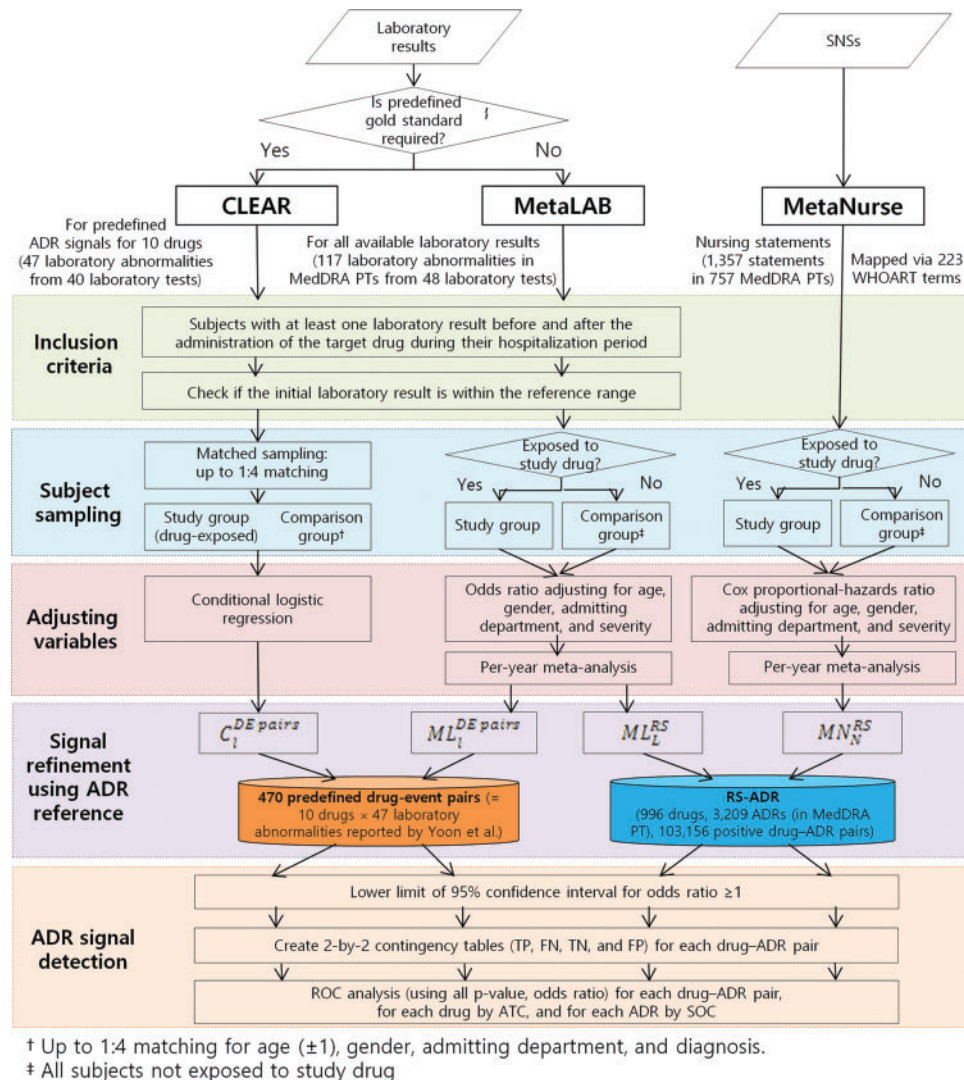 Laboratory
results
SNSs
Is predefined
gold standard
required?
Yes
No
CLEAR
MetaLAB
MetaNurse
For predefined
ADR signals for 10 drugs
(47 laboratory abnormalities
from 40 laboratory tests)
For all available laboratory results
(117 laboratory abnormalities in
MedDRA PTs from 48 laboratory tests)
Nursing statements
(1,357 statements
in 757 MedDRA PTs)
Mapped via 223
WHOART terms
Inclusion
criteria
Subjects with at least one laboratory result before and after the
administration of the target drug during their hospitalization period
Check if the initial laboratory result is within the reference range
Subject
sampling
Matched sampling:
up to 1:4 matching
Study group
(drug-exposed)
Comparison
group†
Exposed to
study drug?
Yes
No
Study group
Comparison
group‡
Exposed to
study drug?
Yes
No
Study group
Comparison
group‡
Adjusting
variables
Conditional logistic
regression
Odds ratio adjusting for age,
gender, admitting
department, and severity
Per-year meta-analysis
Cox proportional-hazards ratio
adjusting for age, gender,
admitting department, and severity
Per-year meta-analysis
Signal
refinement
using ADR
reference
C_l^{DE pairs}
ML_l^{DE pairs}
ML_L^{RS}
MN_N^{RS}
470 predefined drug-event pairs (=
10 drugs × 47 laboratory
abnormalities reported by Yoon et al.)
RS-ADR
(996 drugs, 3,209 ADRs (in MedDRA
PT), 103,156 positive drug–ADR pairs)
ADR signal
detection
Lower limit of 95% confidence interval for odds ratio ≥1
Create 2-by-2 contingency tables (TP, FN, TN, and FP) for each drug–ADR pair
ROC analysis (using all p-value, odds ratio) for each drug–ADR pair,
for each drug by ATC, and for each ADR by SOC
† Up to 1:4 matching for age (±1), gender, admitting department, and diagnosis.
‡ All subjects not exposed to study drug